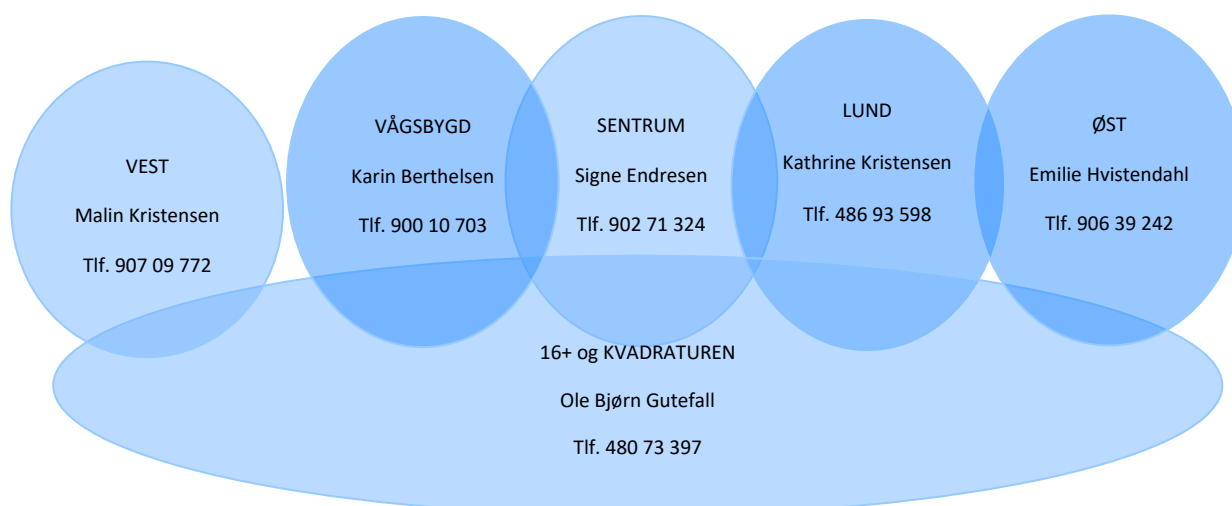 VEST
Malin Kristensen
Tlf. 907 09 772
VÅGSBYGD
Karin Berthelsen
Tlf. 900 10 703
SENTRUM
Signe Endresen
Tlf. 902 71 324
LUND
Kathrine Kristensen
Tlf. 486 93 598
ØST
Emilie Hvistendahl
Tlf. 906 39 242
16+ og KVADRATUREN
Ole Bjørn Gutefall
Tlf. 480 73 397